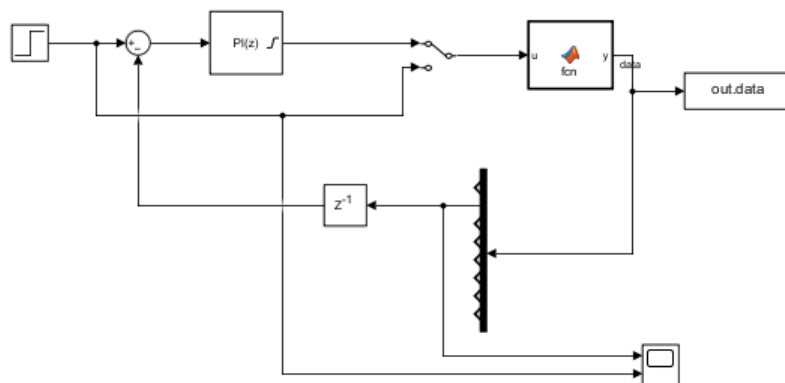 +
-
PI(z)
u
fcn
y
data
out.data
z-1